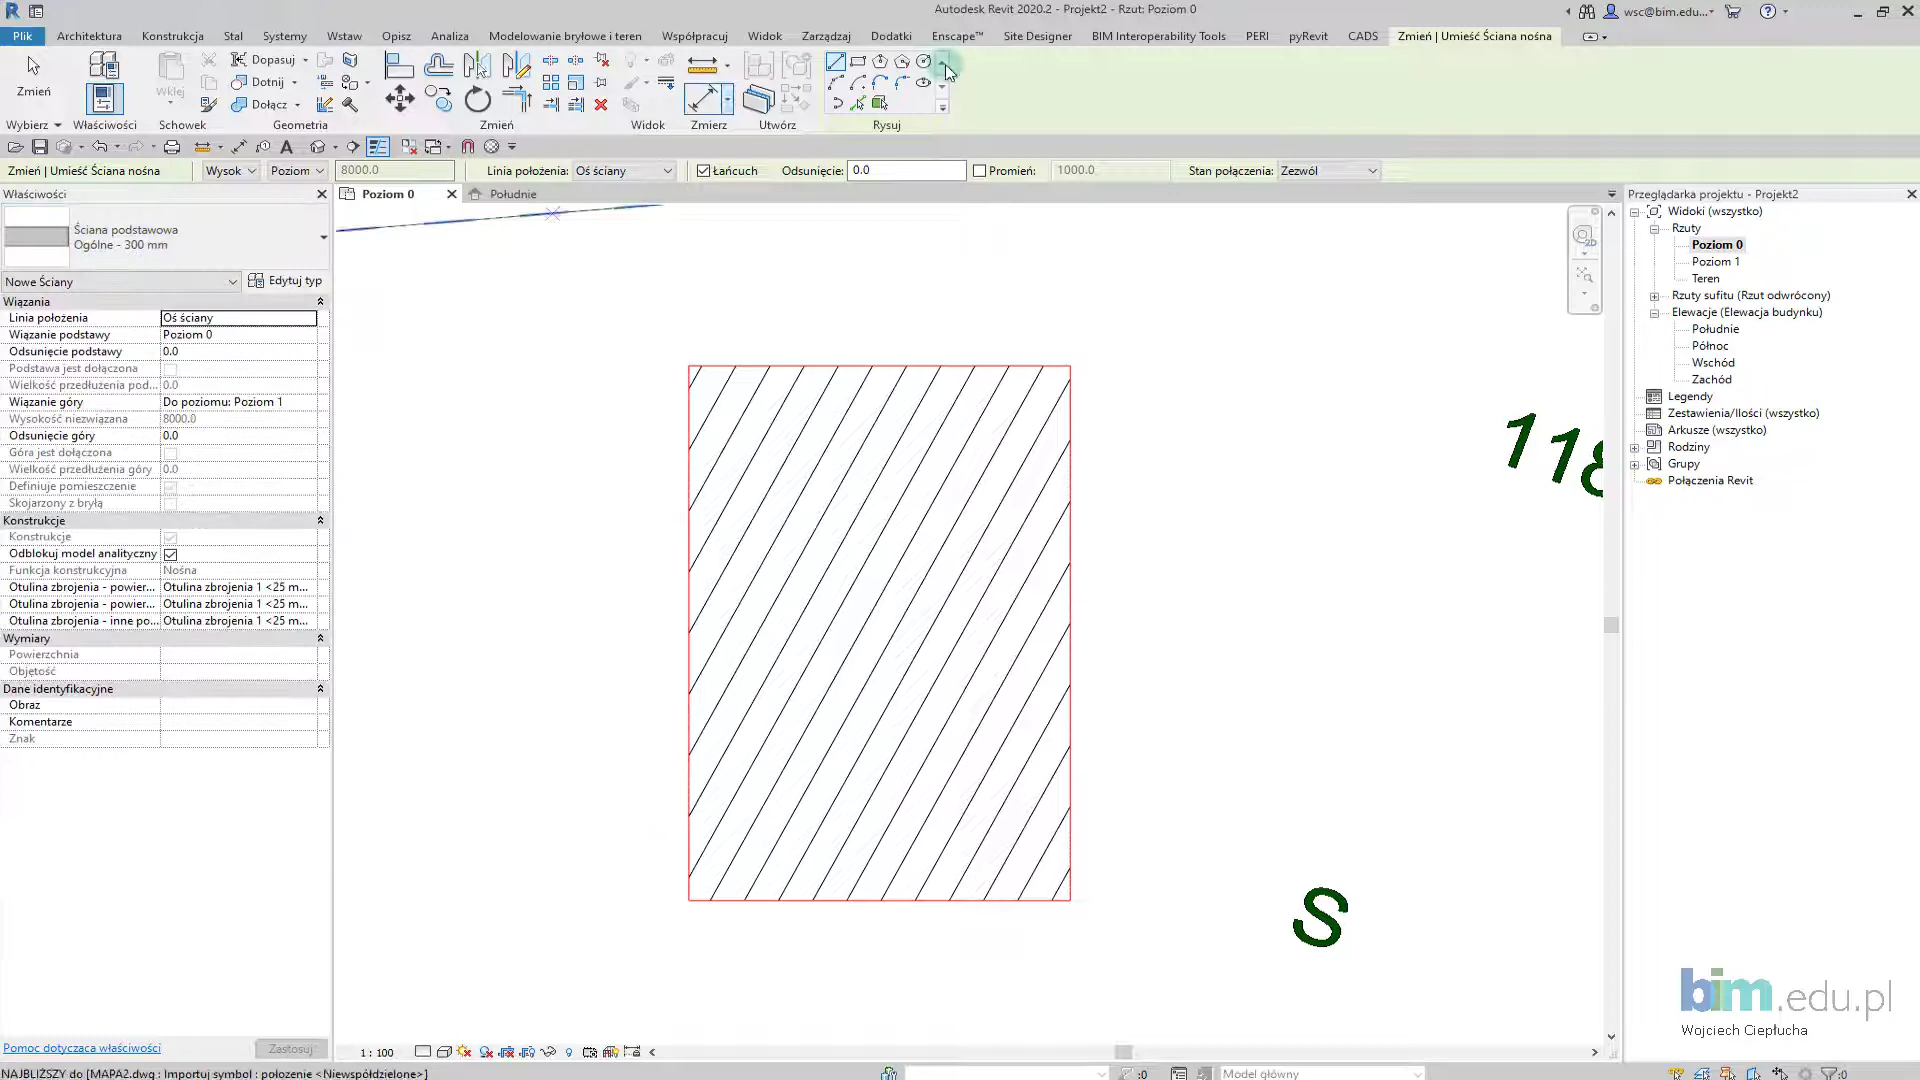 Autodesk Revit 2020.2 - Projekt2 - Rzut: Poziom 0
wsc@bim.edu...
Plik Architektura Konstrukcja Stal Systemy Wstaw Opisz Analiza Modelowanie bryłowe i teren Współpracuj Widok Zarządzaj Dodatki Enscape™ Site Designer BIM Interoperability Tools PERI pyRevit CADS Zmień | Umieść Ściana nośna
Zmień
Wklej
Dopasuj
Dotnij
Dołącz
Wybierz Właściwości Schowek Geometria Zmień Widok Zmierz Utwórz Rysuj
Zmień | Umieść Ściana nośna Wysok Poziom 8000.0 Linia położenia: Oś ściany Łańcuch Odsunięcie: 0.0 Promień: 1000.0 Stan połączenia: Zezwól
Właściwości
Ściana podstawowa
Ogólne - 300 mm
Nowe Ściany Edytuj typ
Wiązania
Linia położenia Oś ściany
Wiązanie podstawy Poziom 0
Odsunięcie podstawy 0.0
Podstawa jest dołączona
Wielkość przedłużenia pod... 0.0
Wiązanie góry Do poziomu: Poziom 1
Wysokość niezwiązana 8000.0
Odsunięcie góry 0.0
Góra jest dołączona
Wielkość przedłużenia góry 0.0
Definiuje pomieszczenie
Skojarzony z bryłą
Konstrukcje
Konstrukcje
Odblokuj model analityczny
Funkcja konstrukcyjna Nośna
Otulina zbrojenia - powier... Otulina zbrojenia 1 <25 m...
Otulina zbrojenia - powier... Otulina zbrojenia 1 <25 m...
Otulina zbrojenia - inne po... Otulina zbrojenia 1 <25 m...
Wymiary
Powierzchnia
Objętość
Dane identyfikacyjne
Obraz
Komentarze
Znak
Pomoc dotycząca właściwości Zastosuj
Poziom 0 Południe
2D
118
S
1 : 100
Przeglądarka projektu - Projekt2
Widoki (wszystko)
Rzuty
Poziom 0
Poziom 1
Teren
Rzuty sufitu (Rzut odwrócony)
Elewacje (Elewacja budynku)
Południe
Północ
Wschód
Zachód
Legendy
Zestawienia/Ilości (wszystko)
Arkusze (wszystko)
Rodziny
Grupy
Połączenia Revit
bim.edu.pl
Wojciech Ciepłucha
NAJBLIŻSZY do [MAPA2.dwg : Importuj symbol : położenie <Niewspółdzielone>] :0 Model główny :0